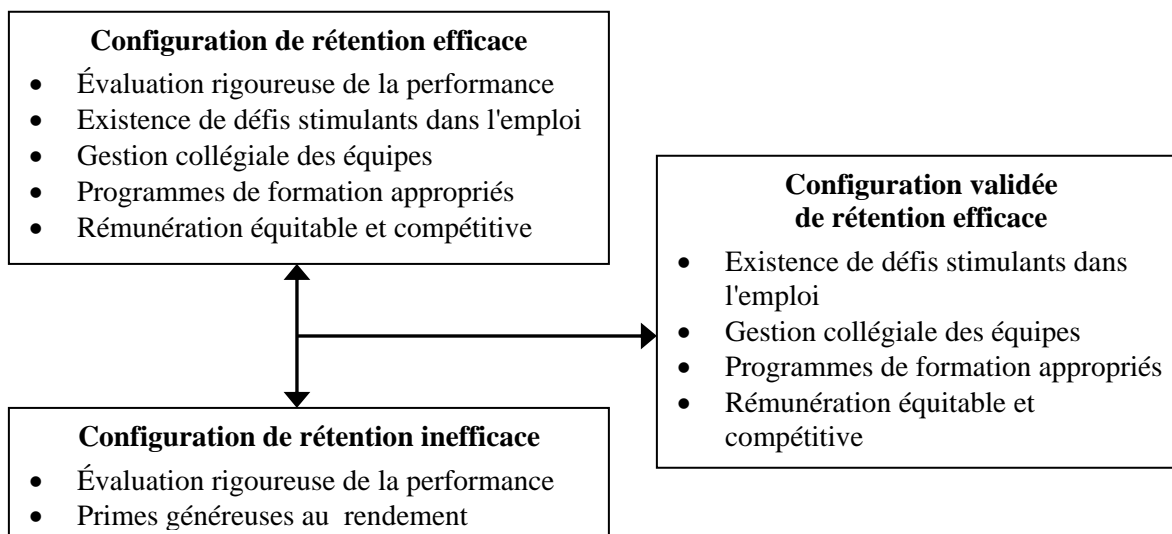 Configuration de rétention efficace
• Évaluation rigoureuse de la performance
• Existence de défis stimulants dans l'emploi
• Gestion collégiale des équipes
• Programmes de formation appropriés
• Rémunération équitable et compétitive
Configuration validée
de rétention efficace
• Existence de défis stimulants dans
l'emploi
• Gestion collégiale des équipes
• Programmes de formation appropriés
• Rémunération équitable et
compétitive
Configuration de rétention inefficace
• Évaluation rigoureuse de la performance
• Primes généreuses au rendement